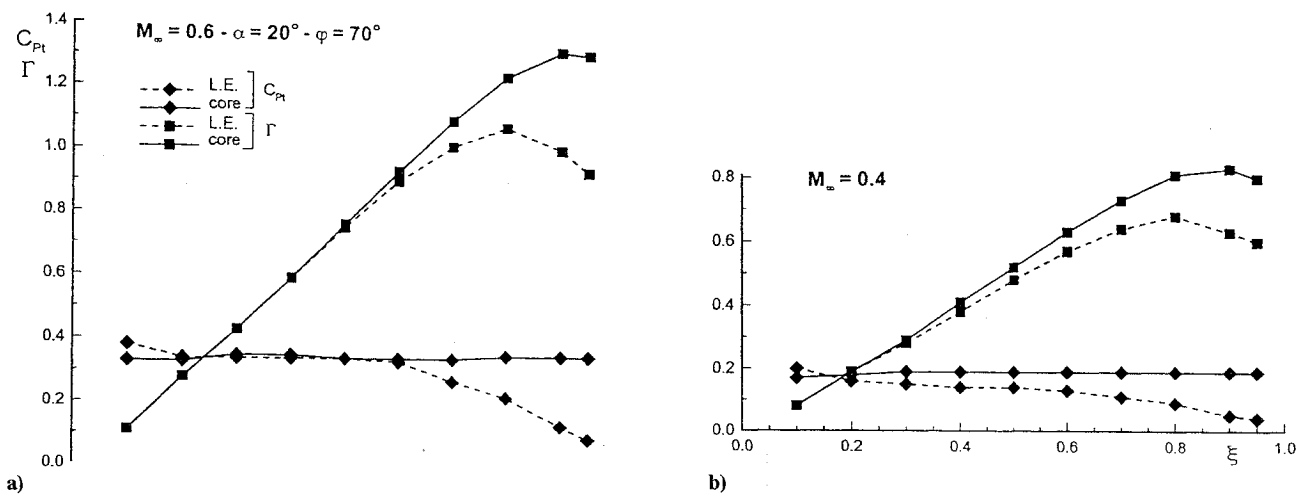 1.4
C_Pt
Γ
M_∞ = 0.6 - α = 20° - φ = 70°
1.2
L.E.
core
C_Pt
L.E.
core
Γ
1.0
0.8
0.6
0.4
0.2
0.0
a)
0.8
M_∞ = 0.4
0.6
0.4
0.2
0.0
0.0 0.2 0.4 0.6 0.8 ξ 1.0
b)